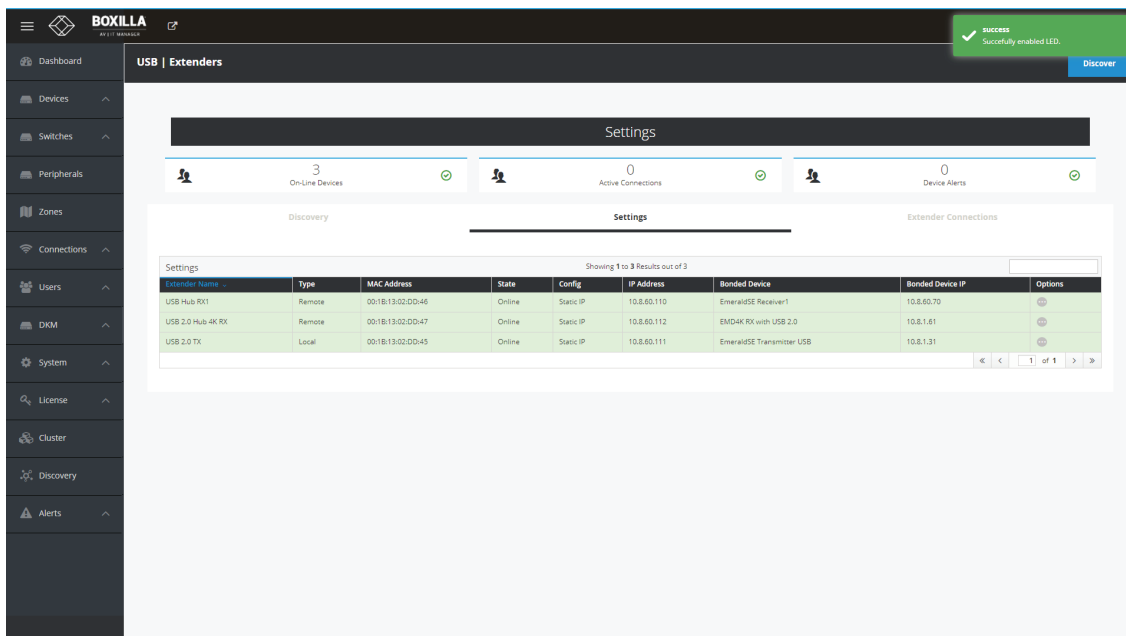 BOXILLA
AV | IT MANAGER
success
Succefully enabled LED.
Dashboard
Devices
Switches
Peripherals
Zones
Connections
Users
DKM
System
License
Cluster
Discovery
Alerts
USB | Extenders
Discover
Settings
3
On-Line Devices
0
Active Connections
0
Device Alerts
Discovery Settings Extender Connections
Settings Showing 1 to 3 Results out of 3
Extender Name Type MAC Address State Config IP Address Bonded Device Bonded Device IP Options
USB Hub RX1 Remote 00:1B:13:02:DD:46 Online Static IP 10.8.60.110 EmeraldSE Receiver1 10.8.60.70
USB 2.0 Hub 4K RX Remote 00:1B:13:02:DD:47 Online Static IP 10.8.60.112 EMD4K RX with USB 2.0 10.8.1.61
USB 2.0 TX Local 00:1B:13:02:DD:45 Online Static IP 10.8.60.111 EmeraldSE Transmitter USB 10.8.1.31
« < 1 of 1 > »